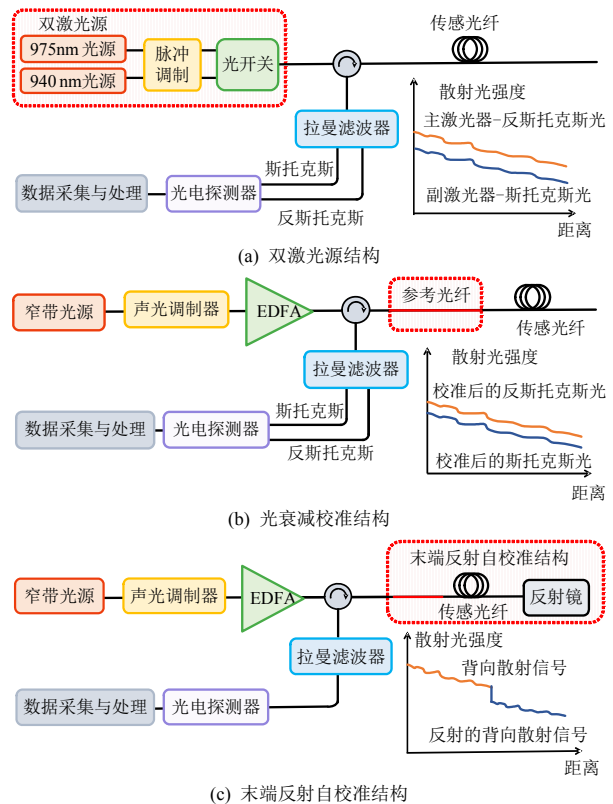 双激光源
975nm 光源
940 nm光源
脉冲
调制
光开关
传感光纤
拉曼滤波器
斯托克斯
反斯托克斯
数据采集与处理
光电探测器
散射光强度
主激光器-反斯托克斯光
副激光器-斯托克斯光
距离
(a) 双激光源结构
窄带光源
声光调制器
EDFA
参考光纤
传感光纤
拉曼滤波器
斯托克斯
反斯托克斯
数据采集与处理
光电探测器
散射光强度
校准后的反斯托克斯光
校准后的斯托克斯光
距离
(b) 光衰减校准结构
末端反射自校准结构
窄带光源
声光调制器
EDFA
传感光纤
反射镜
拉曼滤波器
数据采集与处理
光电探测器
散射光强度
背向散射信号
反射的背向散射信号
距离
(c) 末端反射自校准结构